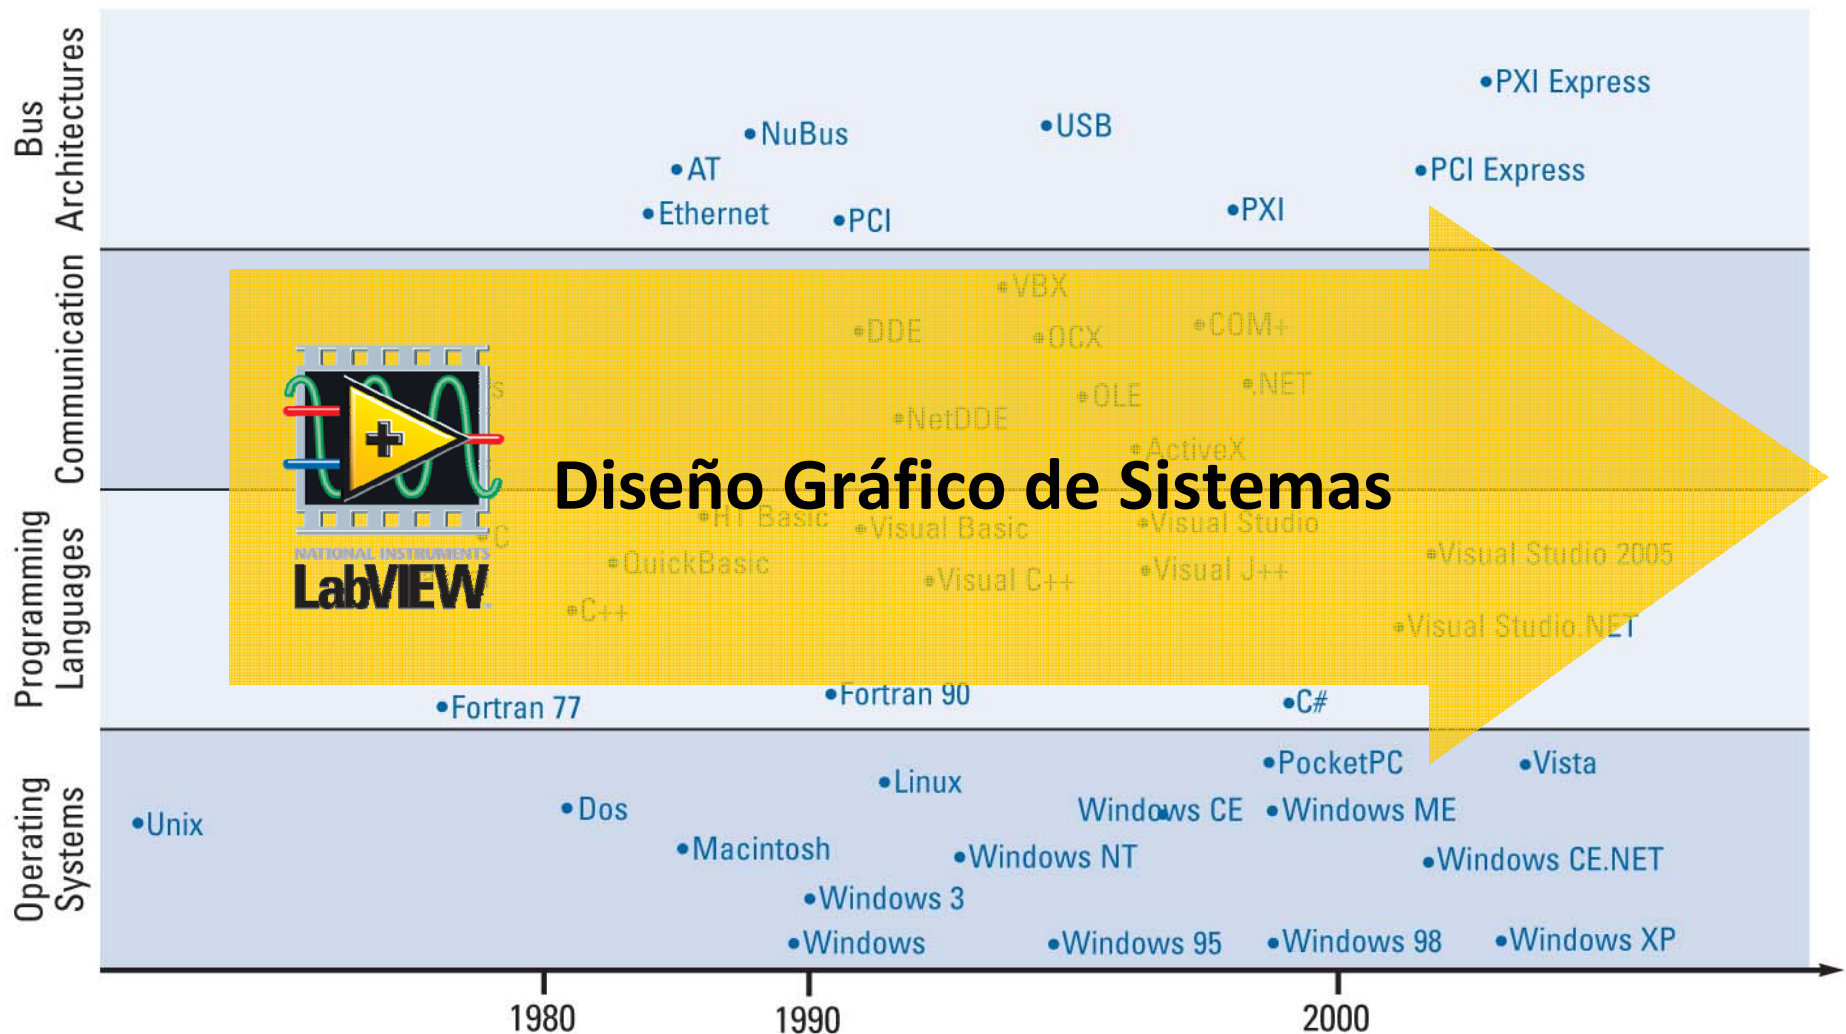 Bus
Architectures
•PXI Express
•NuBus
•USB
•AT
•PCI Express
•Ethernet
•PCI
•PXI
Communication
•VBX
•DDE
•OCX
•COM+
•OLE
•.NET
•NetDDE
•ActiveX
Diseño Gráfico de Sistemas
NATIONAL INSTRUMENTS
LabVIEW
Programming
Languages
•C
•HT Basic
•Visual Basic
•Visual Studio
•QuickBasic
•Visual C++
•Visual J++
•Visual Studio 2005
•C++
•Visual Studio.NET
•Fortran 77
•Fortran 90
•C#
Operating
Systems
•Unix
•Dos
•Linux
•PocketPC
•Vista
Windows CE
•Windows ME
•Macintosh
•Windows NT
•Windows CE.NET
•Windows 3
•Windows
•Windows 95
•Windows 98
•Windows XP
1980
1990
2000